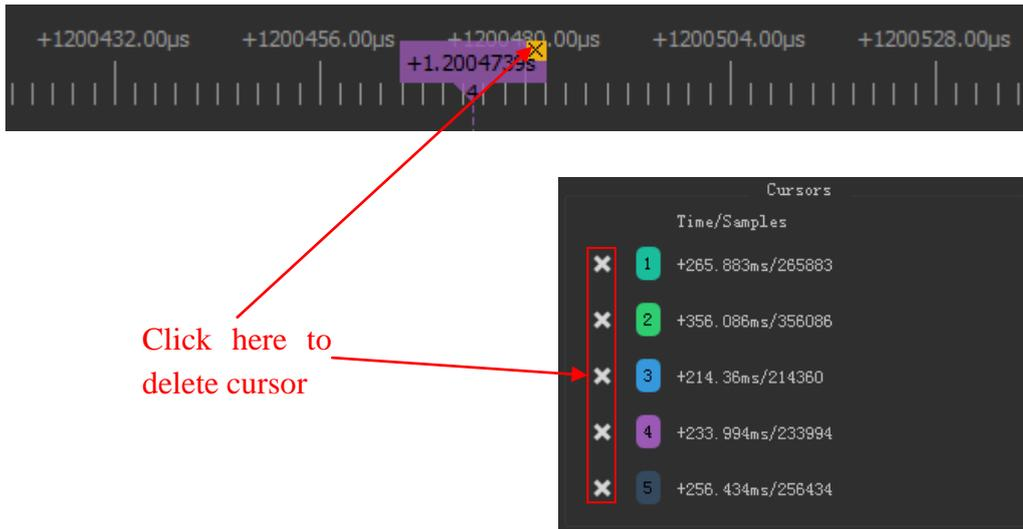 +1200432.00µs +1200456.00µs +1200480.00µs +1200504.00µs +1200528.00µs
+1.2004739s
4
Cursors
Time/Samples
1 +265.883ms/265883
2 +356.086ms/356086
Click here to
delete cursor
3 +214.36ms/214360
4 +233.994ms/233994
5 +256.434ms/256434